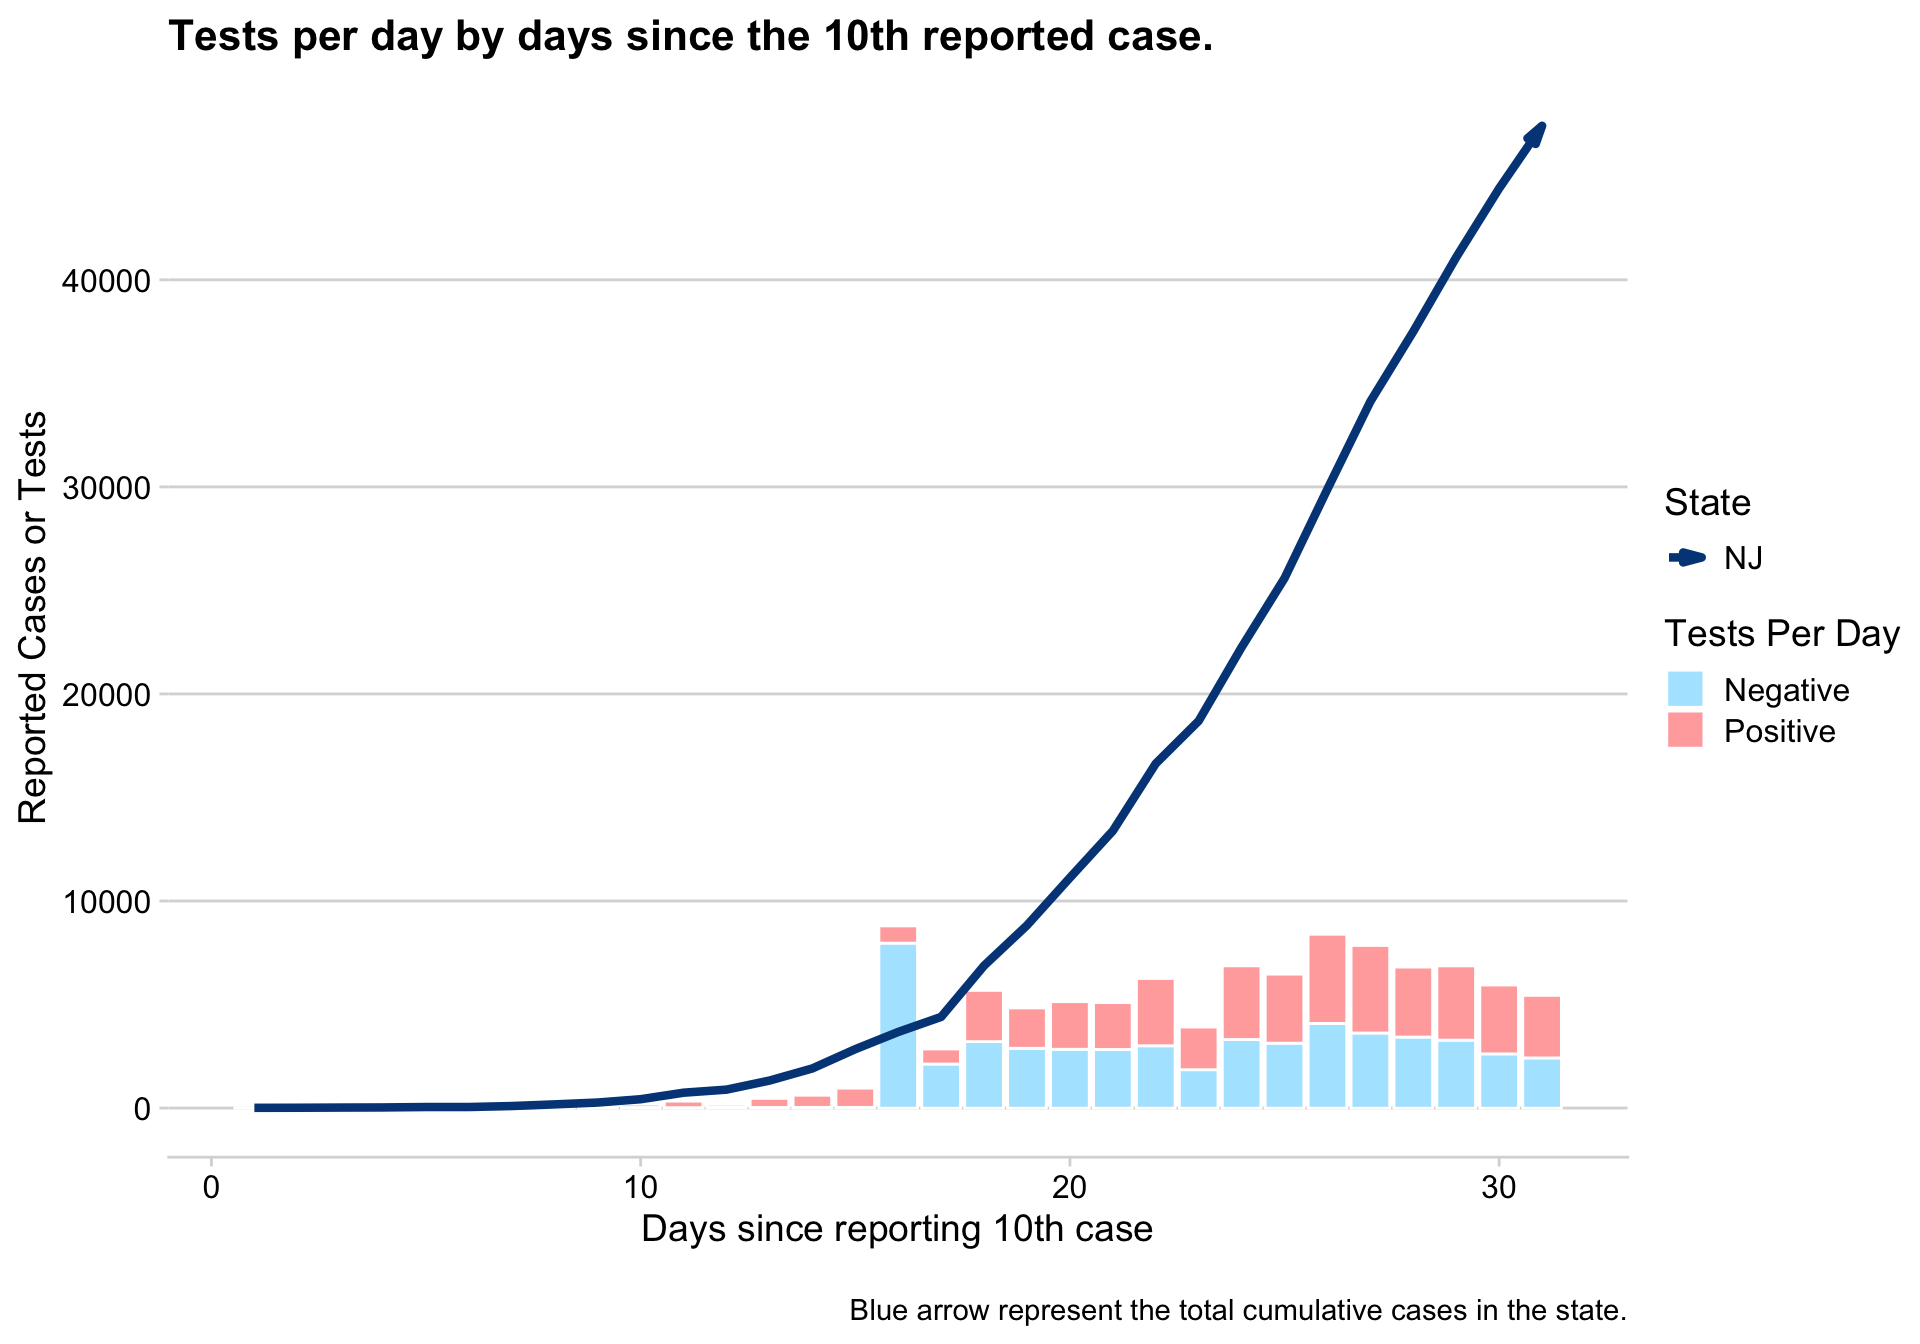 Tests per day by days since the 10th reported case.
Reported Cases or Tests
40000
30000
20000
10000
0
0 10 20 30
Days since reporting 10th case
State
NJ
Tests Per Day
Negative
Positive
Blue arrow represent the total cumulative cases in the state.